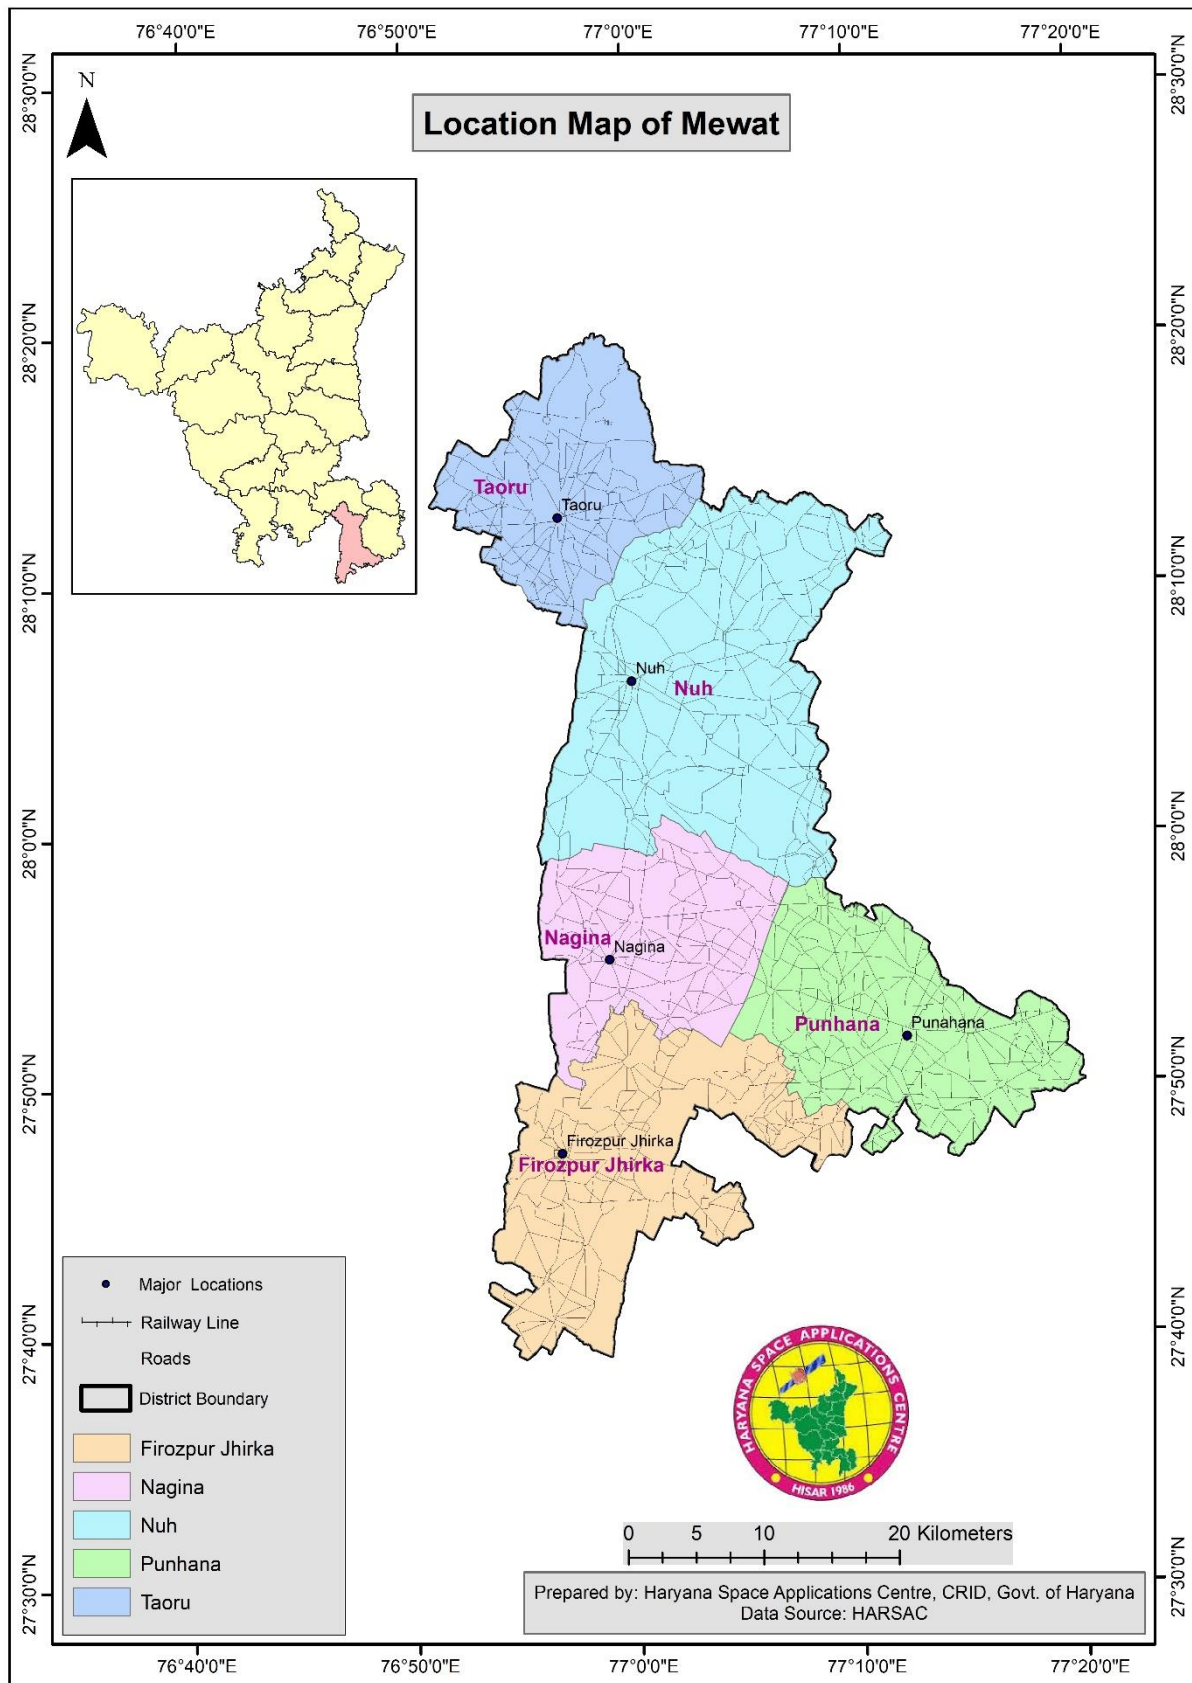 76°40'0"E 76°50'0"E 77°0'0"E 77°10'0"E 77°20'0"E
28°30'0"N 28°30'0"N
N
Location Map of Mewat
28°20'0"N 28°20'0"N
Taoru
Taoru
28°10'0"N 28°10'0"N
Nuh
Nuh
28°0'0"N 28°0'0"N
Nagina
Nagina
Punhana
Punahana
27°50'0"N 27°50'0"N
Firozpur Jhirka
Firozpur Jhirka
27°40'0"N 27°40'0"N
Major Locations
Railway Line
Roads
District Boundary
Firozpur Jhirka
Nagina
Nuh
Punhana
Taoru
HARYANA SPACE APPLICATIONS CENTRE
HISAR 1986
0 5 10 20 Kilometers
27°30'0"N 27°30'0"N
Prepared by: Haryana Space Applications Centre, CRID, Govt. of Haryana
Data Source: HARSAC
76°40'0"E 76°50'0"E 77°0'0"E 77°10'0"E 77°20'0"E